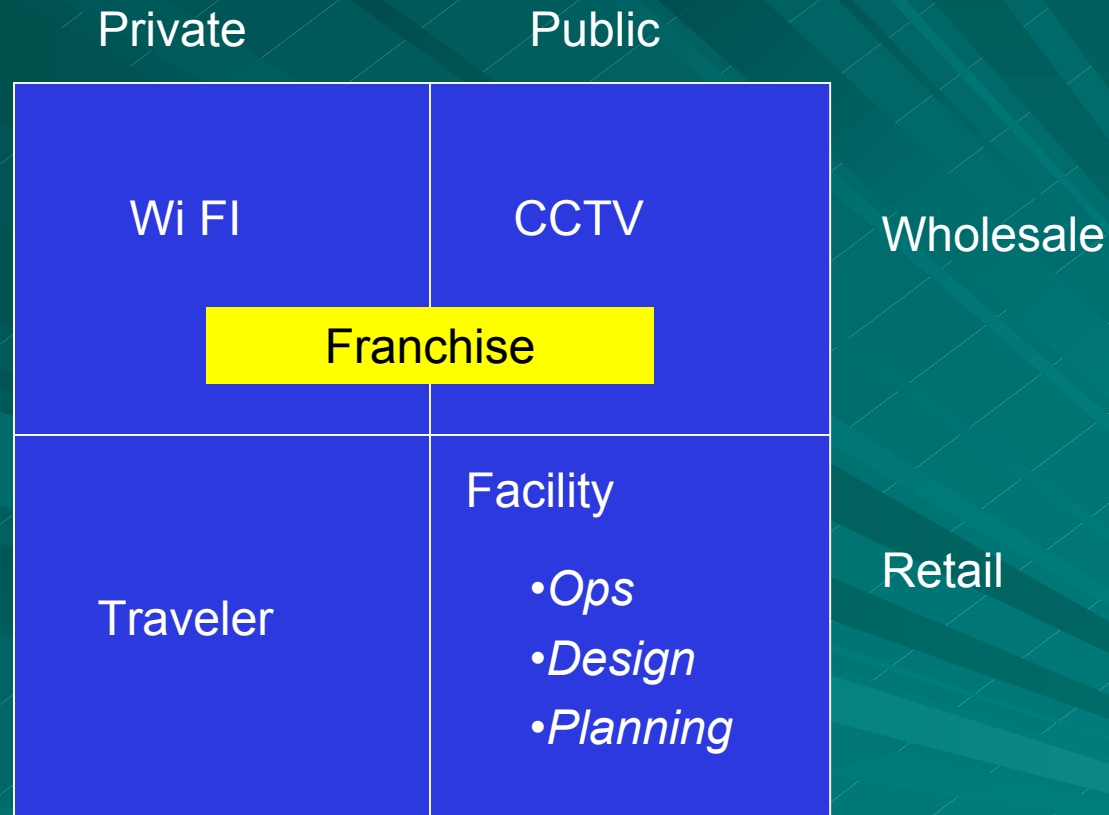 Private Public
Wi FI CCTV
Wholesale
Franchise
Facility
Retail
•Ops
Traveler
•Design
•Planning